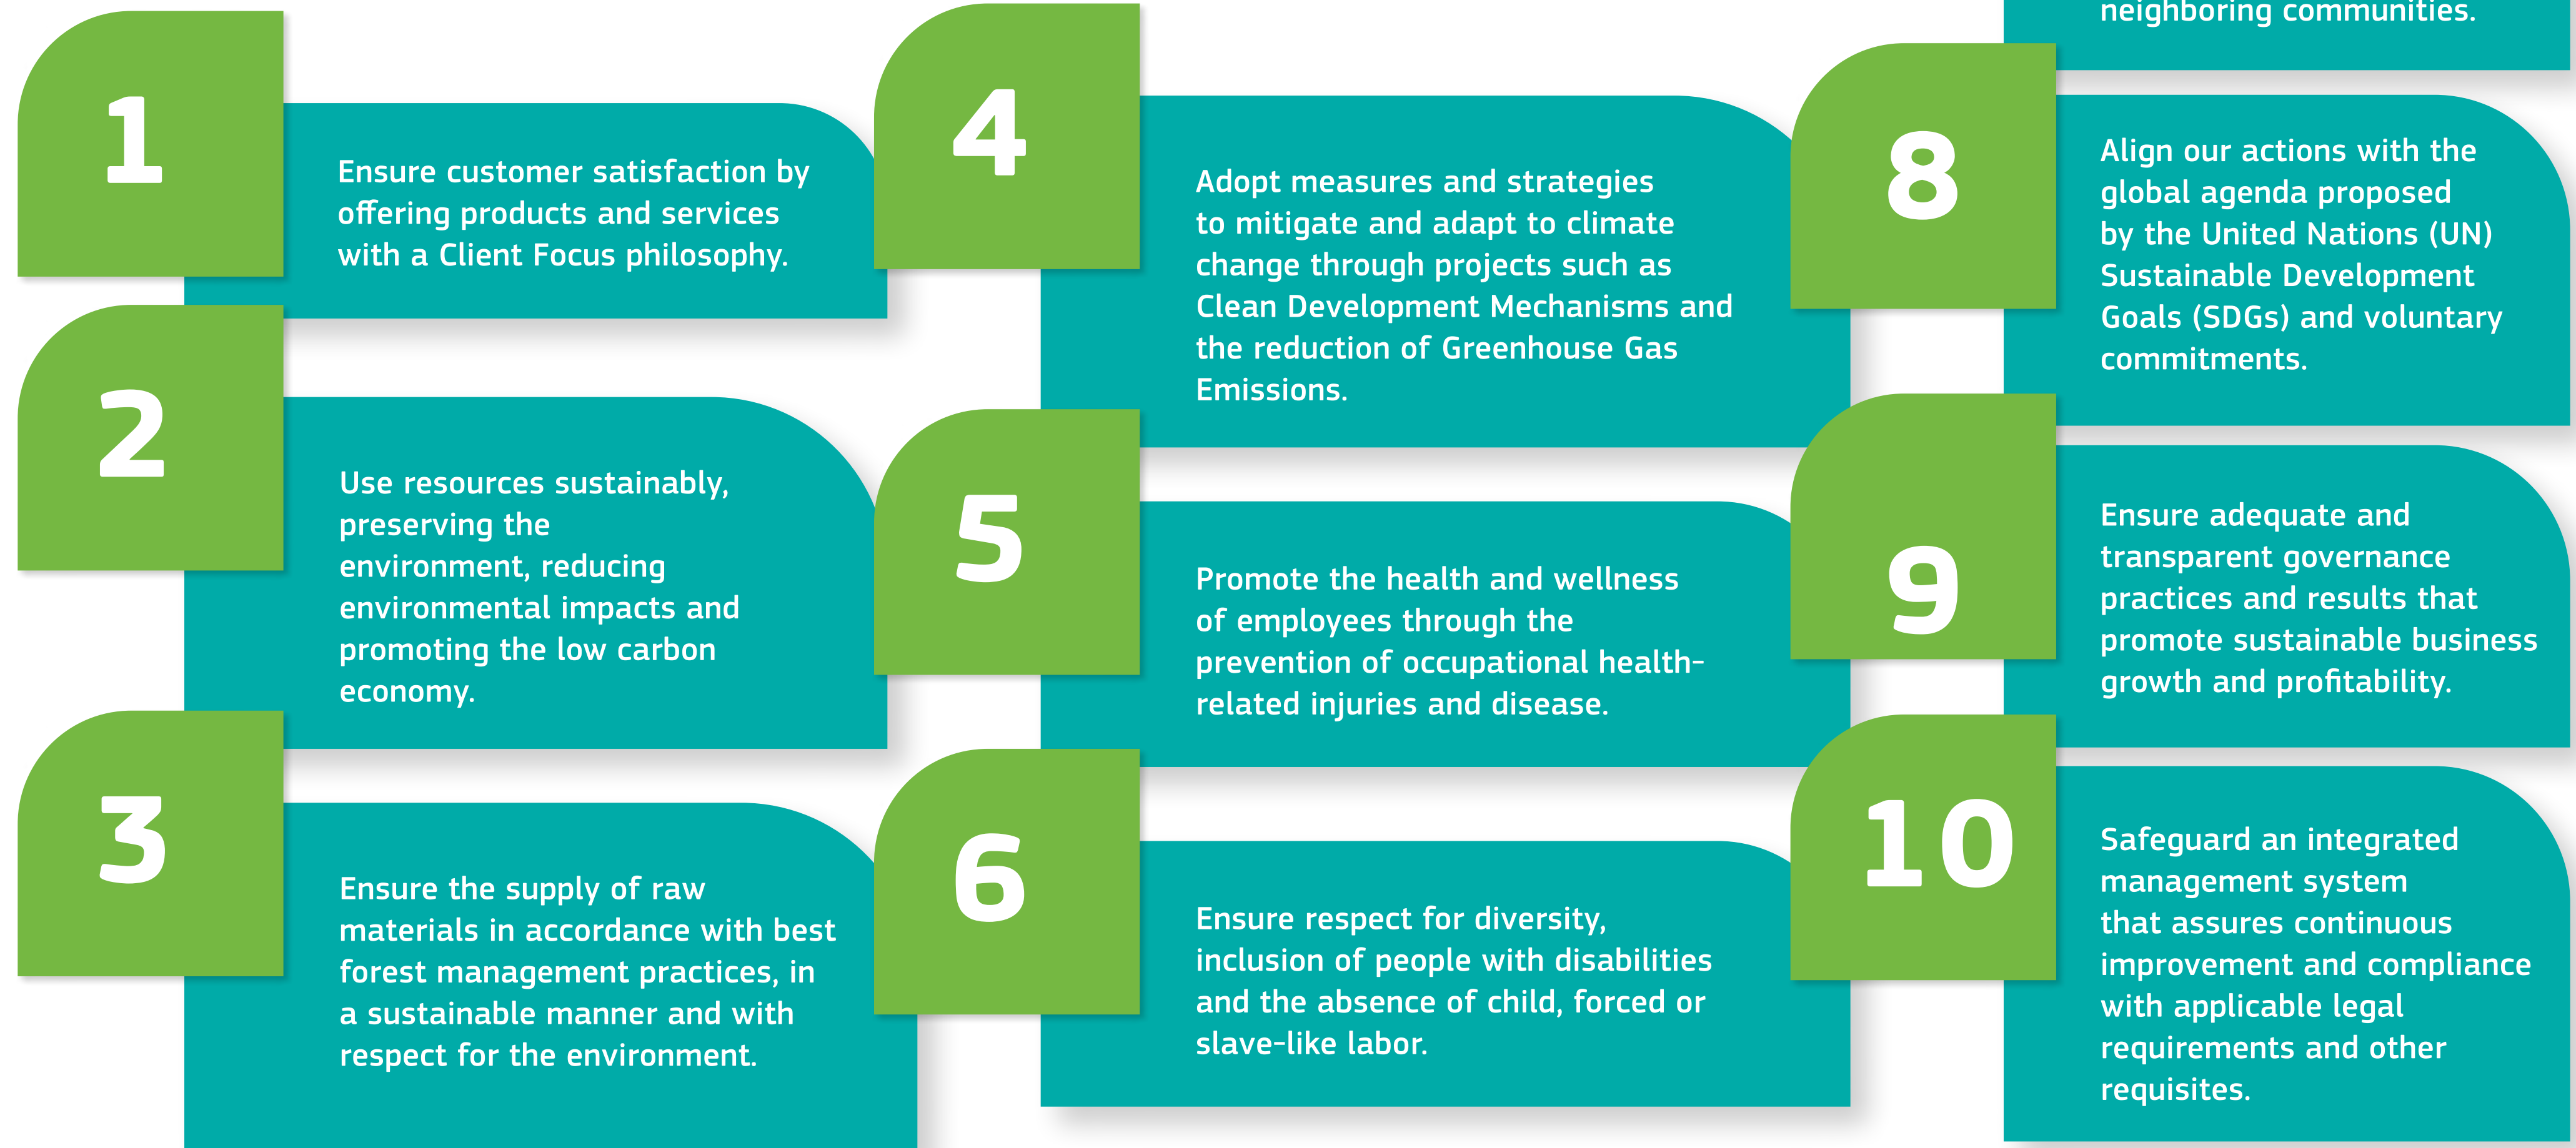 1
Ensure customer satisfaction by
offering products and services
with a Client Focus philosophy.
2
Use resources sustainably,
preserving the
environment, reducing
environmental impacts and
promoting the low carbon
economy.
3
Ensure the supply of raw
materials in accordance with best
forest management practices, in
a sustainable manner and with
respect for the environment.
4
Adopt measures and strategies
to mitigate and adapt to climate
change through projects such as
Clean Development Mechanisms and
the reduction of Greenhouse Gas
Emissions.
5
Promote the health and wellness
of employees through the
prevention of occupational health-
related injuries and disease.
6
Ensure respect for diversity,
inclusion of people with disabilities
and the absence of child, forced or
slave-like labor.
neighboring communities.
8
Align our actions with the
global agenda proposed
by the United Nations (UN)
Sustainable Development
Goals (SDGs) and voluntary
commitments.
9
Ensure adequate and
transparent governance
practices and results that
promote sustainable business
growth and profitability.
10
Safeguard an integrated
management system
that assures continuous
improvement and compliance
with applicable legal
requirements and other
requisites.